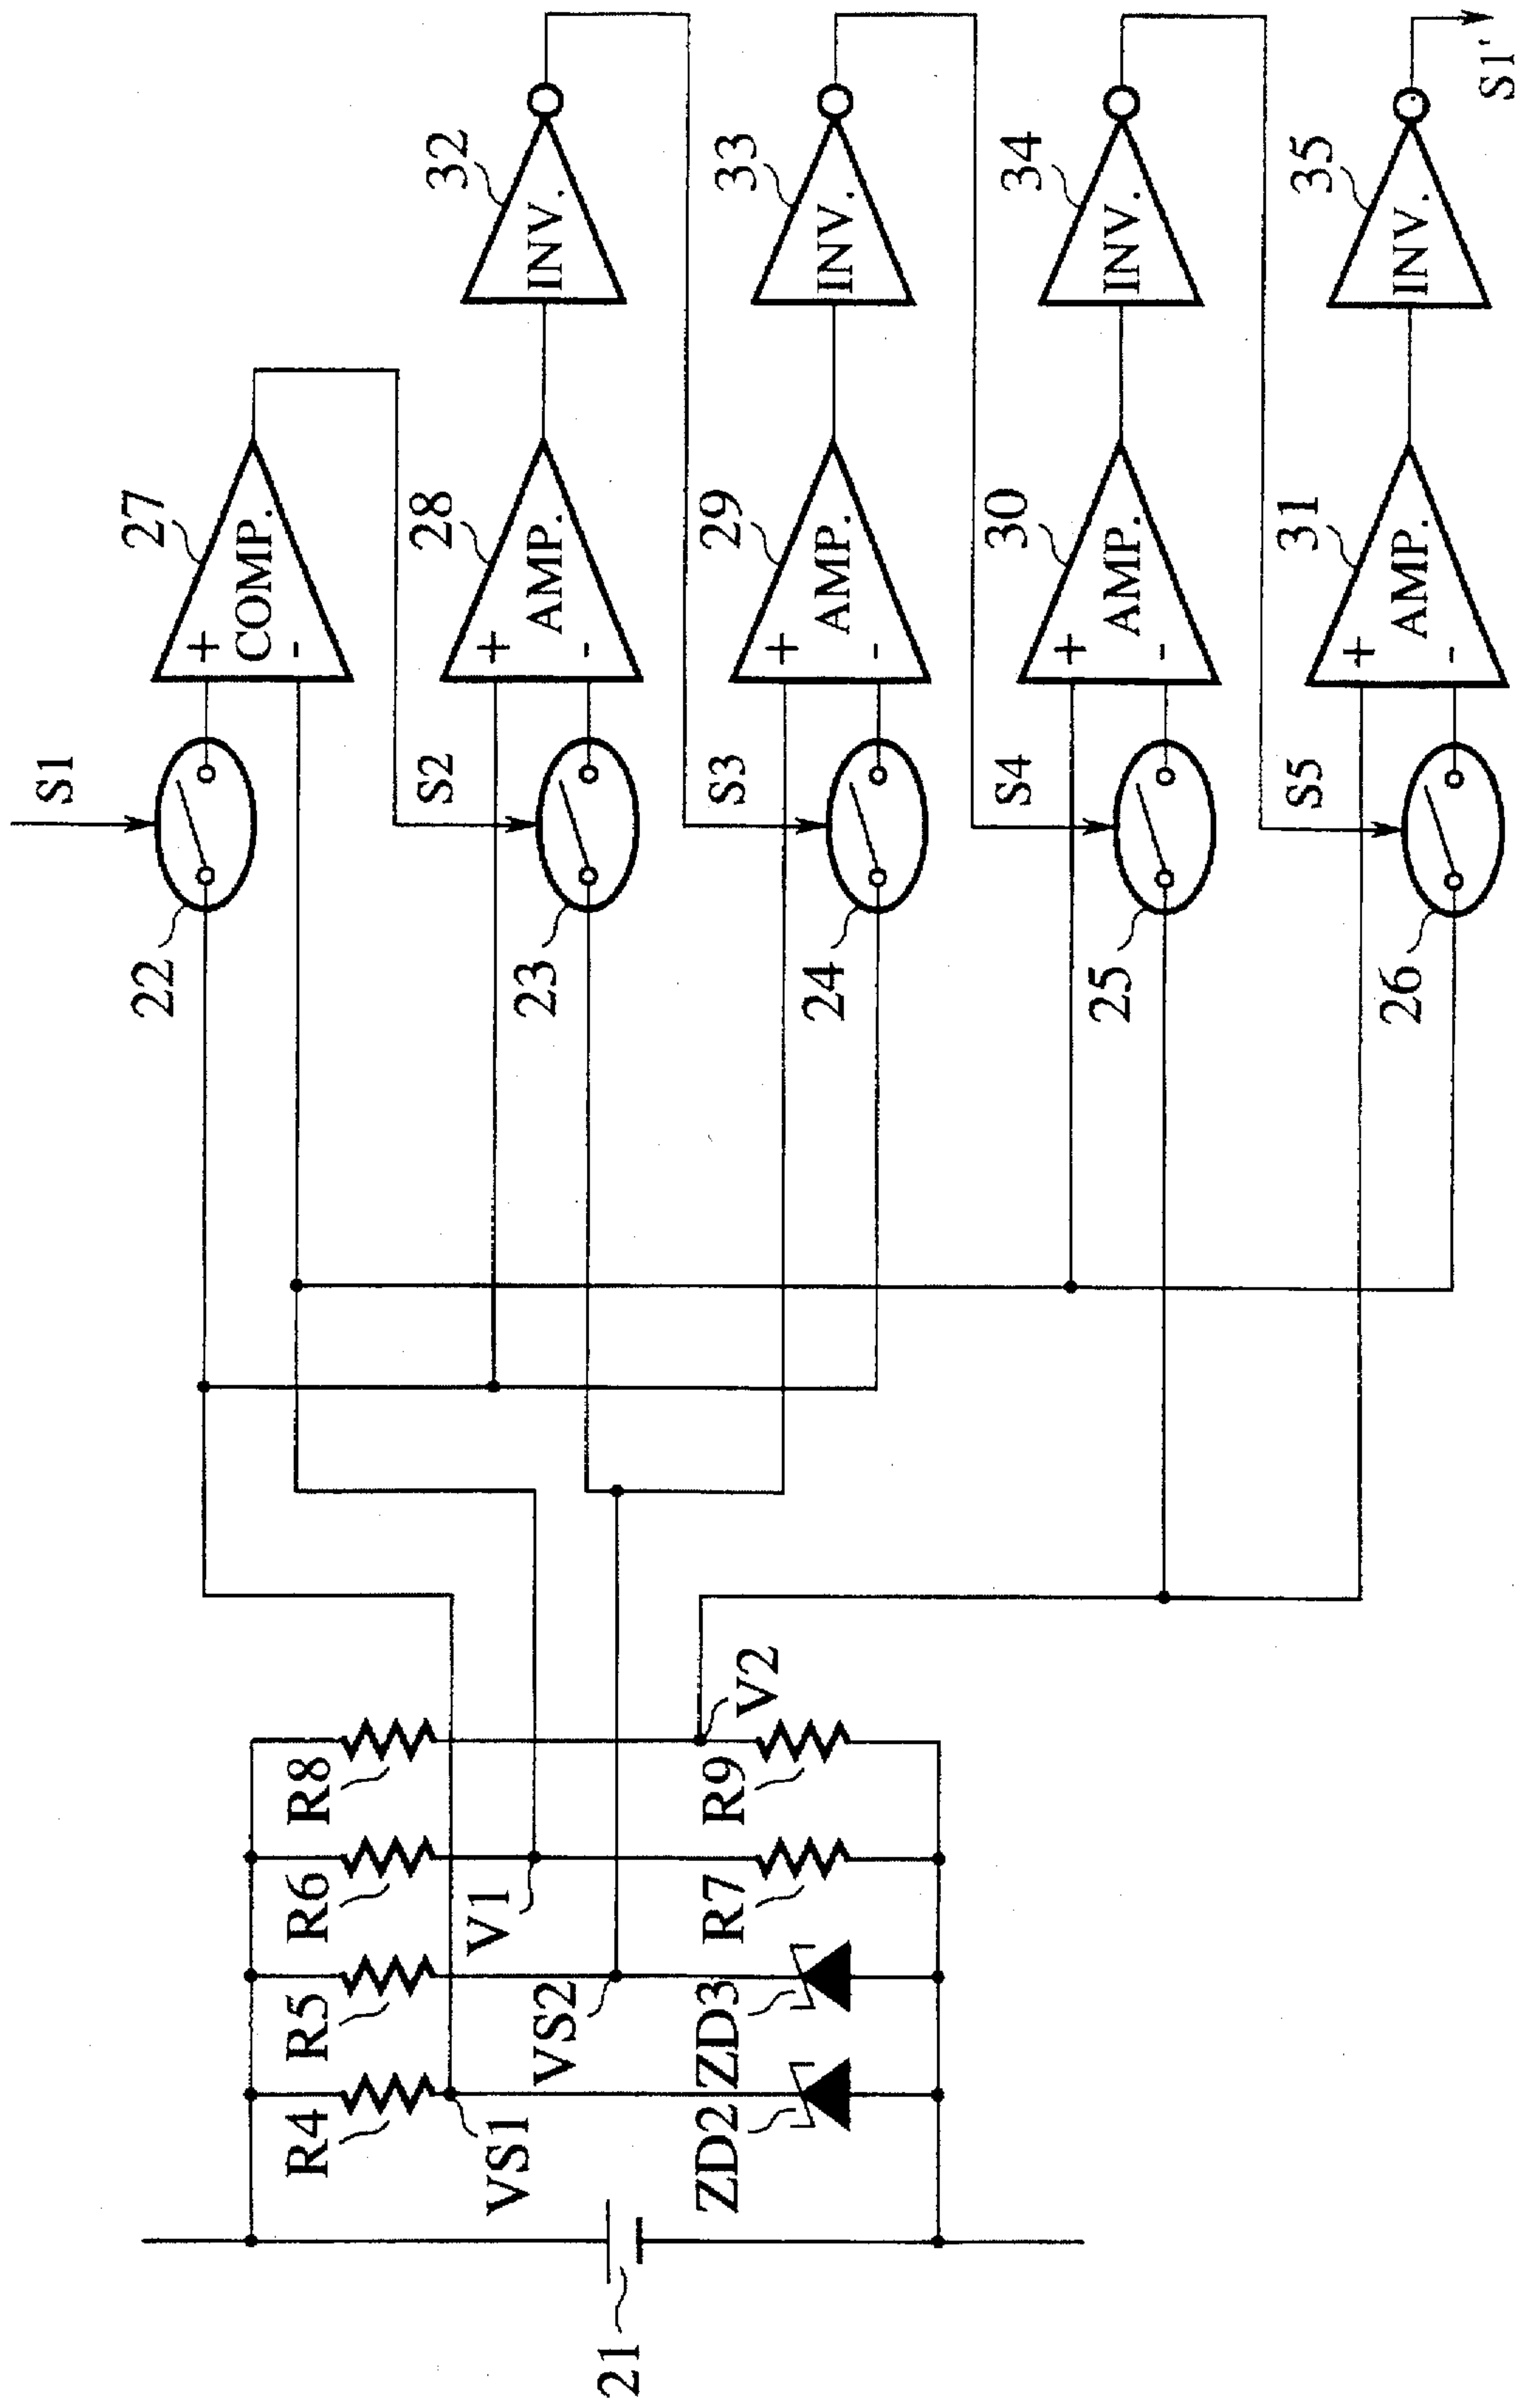 S1
22
+
-
COMP.
27
S2
23
+
-
AMP.
28
INV.
32
S3
24
+
-
AMP.
29
INV.
33
S4
25
+
-
AMP.
30
INV.
34
S5
26
+
-
AMP.
31
INV.
35
S1'
21
R4
R5
R6
R8
VS1
VS2
V1
V2
ZD2
ZD3
R7
R9